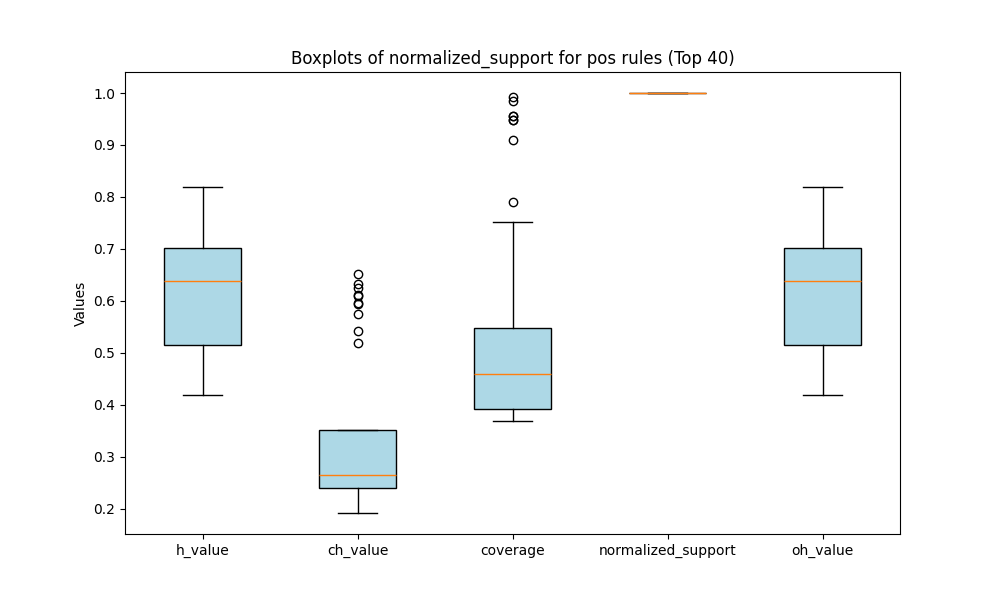 Boxplots of normalized_support for pos rules (Top 40)
Values
1.0
0.9
0.8
0.7
0.6
0.5
0.4
0.3
0.2
h_value
ch_value
coverage
normalized_support
oh_value